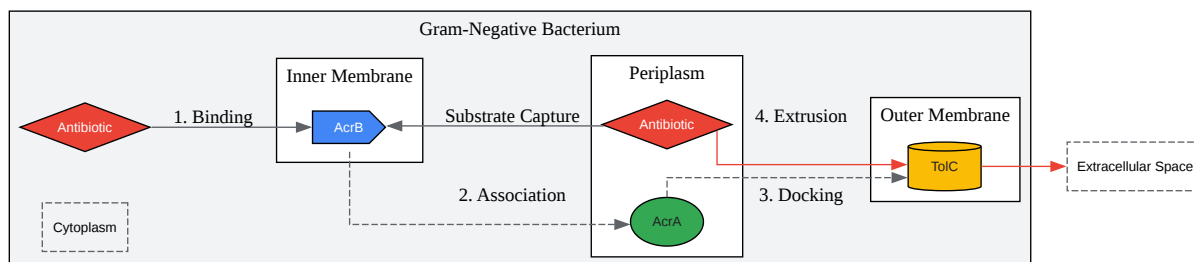 Gram-Negative Bacterium
Inner Membrane
Periplasm
Outer Membrane
Antibiotic
1. Binding
AcrB
Substrate Capture
Antibiotic
4. Extrusion
TolC
Extracellular Space
2. Association
AcrA
3. Docking
Cytoplasm